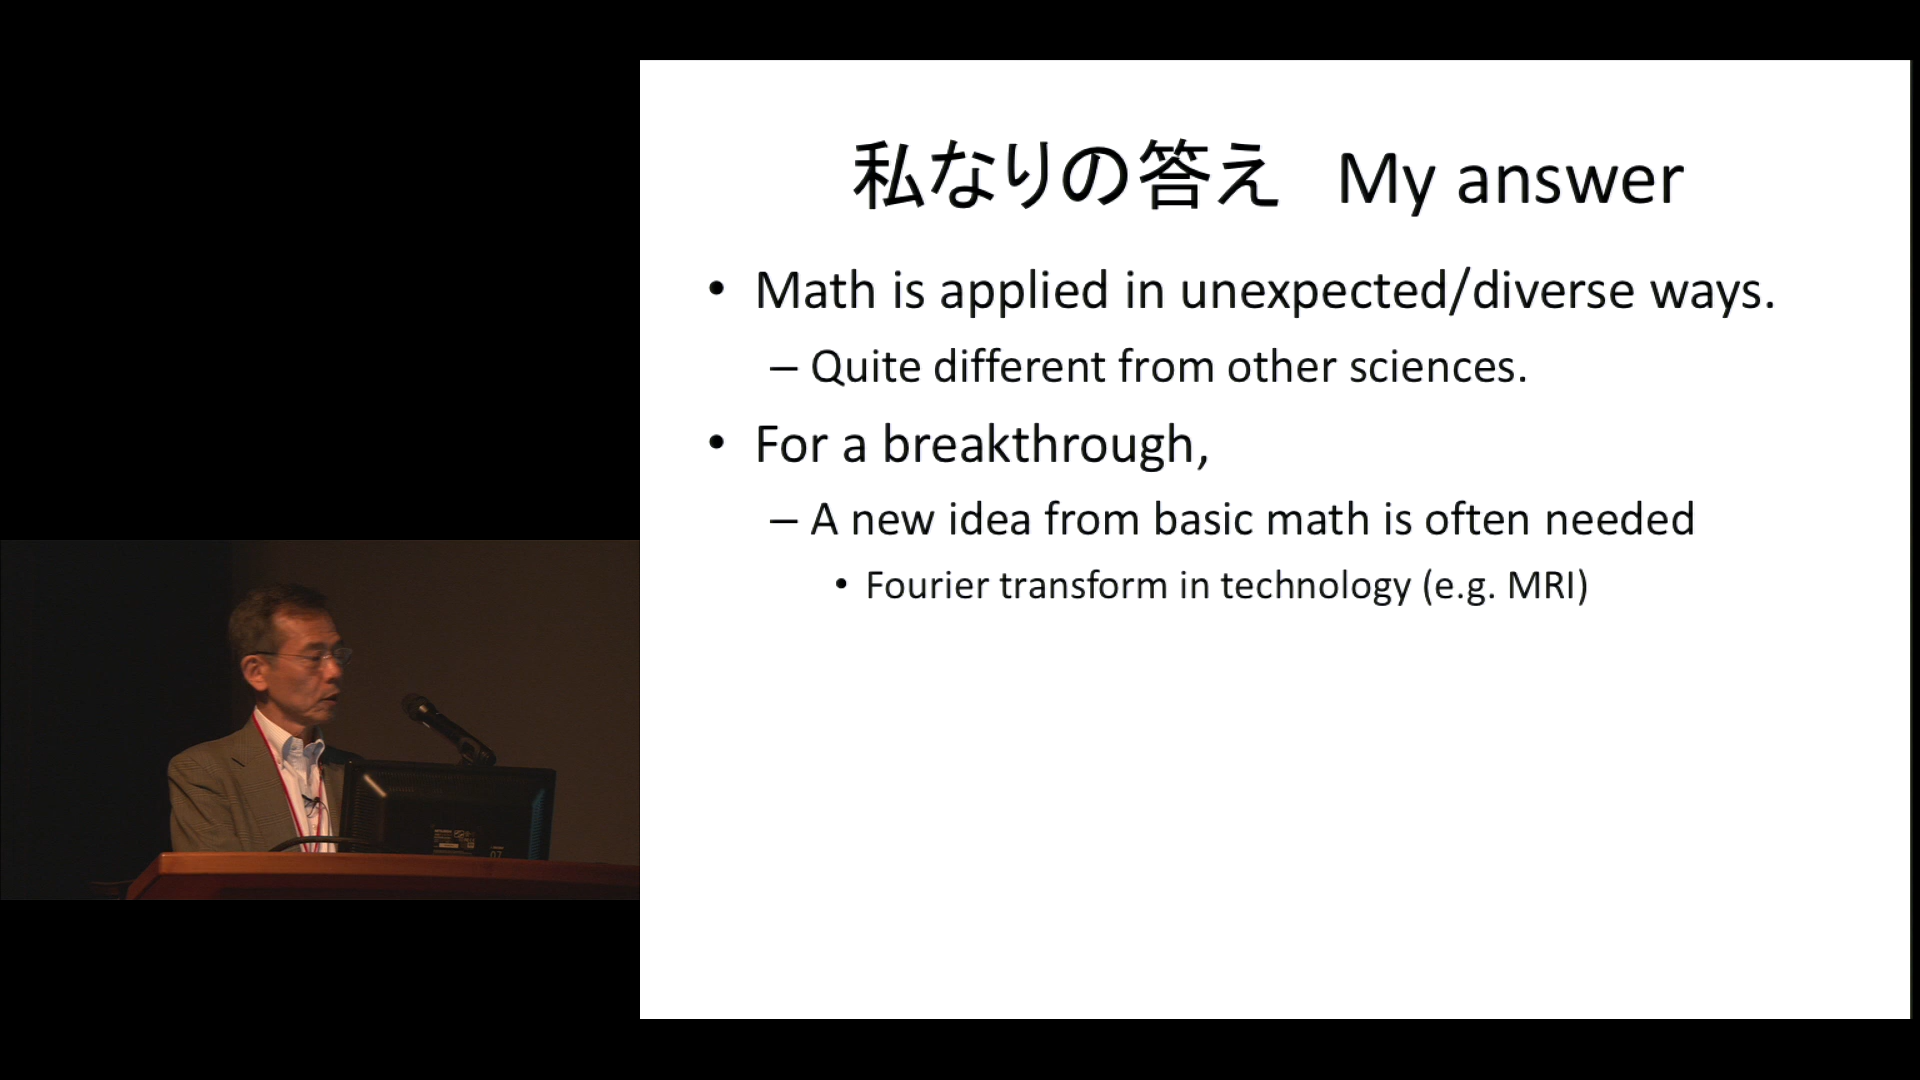 私なりの答え My answer
• Math is applied in unexpected/diverse ways.
– Quite different from other sciences.
• For a breakthrough,
– A new idea from basic math is often needed
• Fourier transform in technology (e.g. MRI)
07